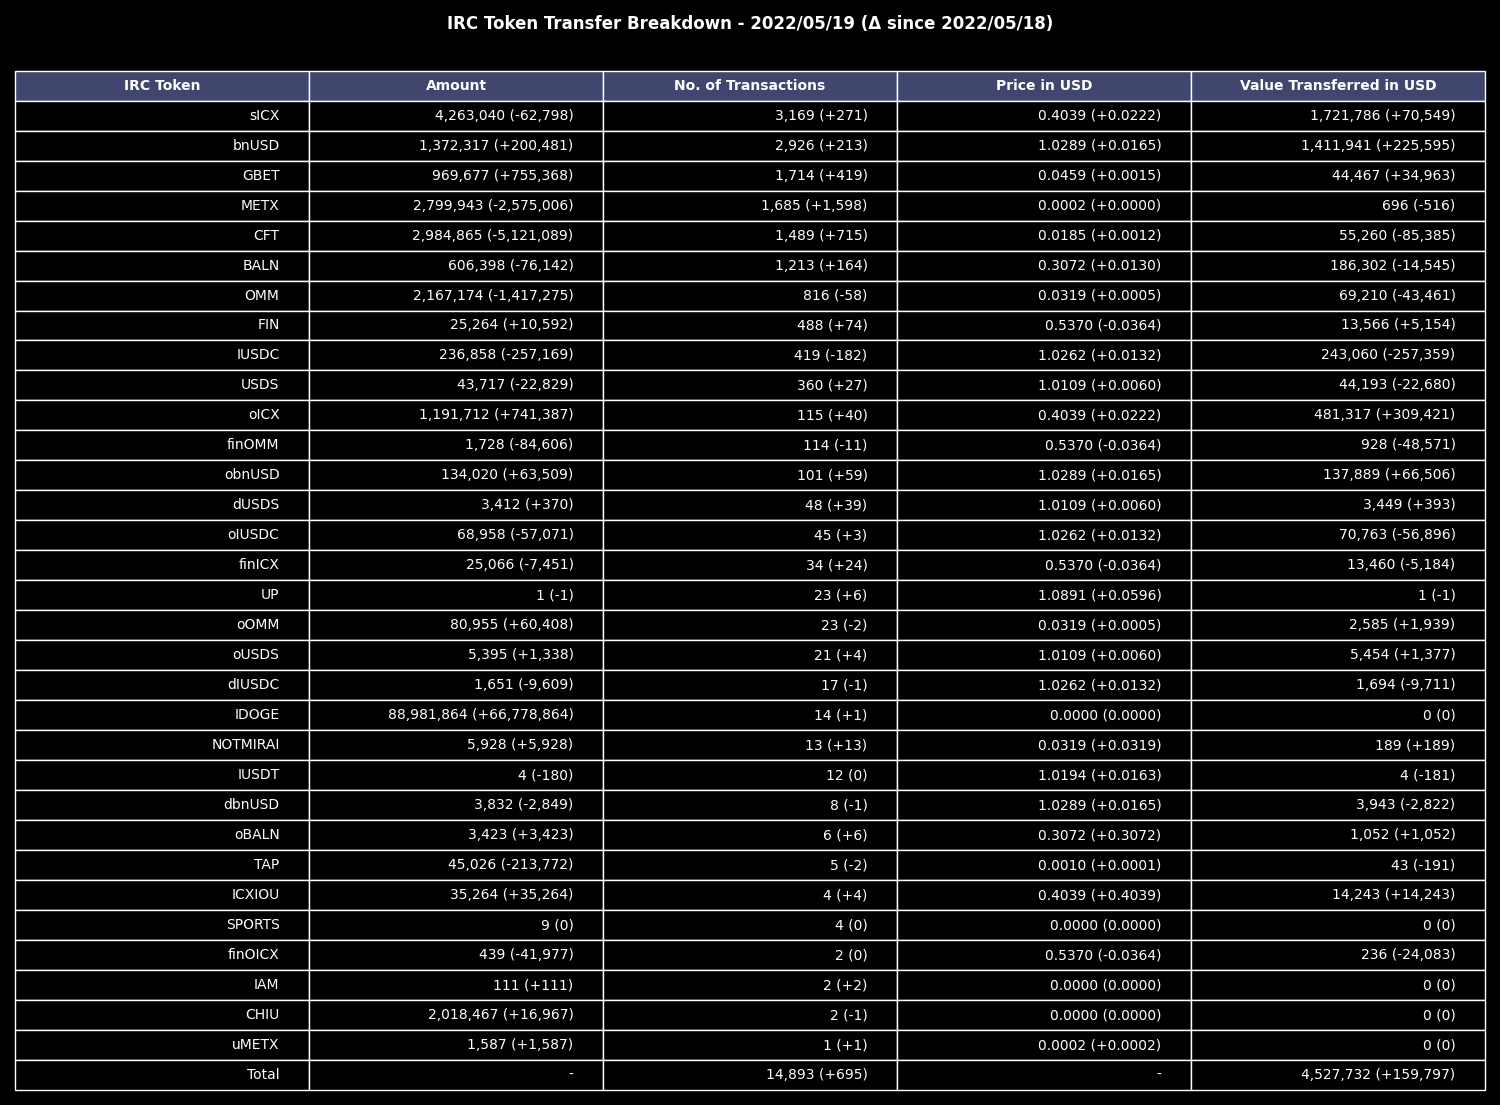 IRC Token Transfer Breakdown - 2022/05/19 (Δ since 2022/05/18)
IRC Token Amount No. of Transactions Price in USD Value Transferred in USD
sICX 4,263,040 (-62,798) 3,169 (+271) 0.4039 (+0.0222) 1,721,786 (+70,549)
bnUSD 1,372,317 (+200,481) 2,926 (+213) 1.0289 (+0.0165) 1,411,941 (+225,595)
GBET 969,677 (+755,368) 1,714 (+419) 0.0459 (+0.0015) 44,467 (+34,963)
METX 2,799,943 (-2,575,006) 1,685 (+1,598) 0.0002 (+0.0000) 696 (-516)
CFT 2,984,865 (-5,121,089) 1,489 (+715) 0.0185 (+0.0012) 55,260 (-85,385)
BALN 606,398 (-76,142) 1,213 (+164) 0.3072 (+0.0130) 186,302 (-14,545)
OMM 2,167,174 (-1,417,275) 816 (-58) 0.0319 (+0.0005) 69,210 (-43,461)
FIN 25,264 (+10,592) 488 (+74) 0.5370 (-0.0364) 13,566 (+5,154)
IUSDC 236,858 (-257,169) 419 (-182) 1.0262 (+0.0132) 243,060 (-257,359)
USDS 43,717 (-22,829) 360 (+27) 1.0109 (+0.0060) 44,193 (-22,680)
oICX 1,191,712 (+741,387) 115 (+40) 0.4039 (+0.0222) 481,317 (+309,421)
finOMM 1,728 (-84,606) 114 (-11) 0.5370 (-0.0364) 928 (-48,571)
obnUSD 134,020 (+63,509) 101 (+59) 1.0289 (+0.0165) 137,889 (+66,506)
dUSDS 3,412 (+370) 48 (+39) 1.0109 (+0.0060) 3,449 (+393)
oIUSDC 68,958 (-57,071) 45 (+3) 1.0262 (+0.0132) 70,763 (-56,896)
finICX 25,066 (-7,451) 34 (+24) 0.5370 (-0.0364) 13,460 (-5,184)
UP 1 (-1) 23 (+6) 1.0891 (+0.0596) 1 (-1)
oOMM 80,955 (+60,408) 23 (-2) 0.0319 (+0.0005) 2,585 (+1,939)
oUSDS 5,395 (+1,338) 21 (+4) 1.0109 (+0.0060) 5,454 (+1,377)
dIUSDC 1,651 (-9,609) 17 (-1) 1.0262 (+0.0132) 1,694 (-9,711)
IDOGE 88,981,864 (+66,778,864) 14 (+1) 0.0000 (0.0000) 0 (0)
NOTMIRAI 5,928 (+5,928) 13 (+13) 0.0319 (+0.0319) 189 (+189)
IUSDT 4 (-180) 12 (0) 1.0194 (+0.0163) 4 (-181)
dbnUSD 3,832 (-2,849) 8 (-1) 1.0289 (+0.0165) 3,943 (-2,822)
oBALN 3,423 (+3,423) 6 (+6) 0.3072 (+0.3072) 1,052 (+1,052)
TAP 45,026 (-213,772) 5 (-2) 0.0010 (+0.0001) 43 (-191)
ICXIOU 35,264 (+35,264) 4 (+4) 0.4039 (+0.4039) 14,243 (+14,243)
SPORTS 9 (0) 4 (0) 0.0000 (0.0000) 0 (0)
finOICX 439 (-41,977) 2 (0) 0.5370 (-0.0364) 236 (-24,083)
IAM 111 (+111) 2 (+2) 0.0000 (0.0000) 0 (0)
CHIU 2,018,467 (+16,967) 2 (-1) 0.0000 (0.0000) 0 (0)
uMETX 1,587 (+1,587) 1 (+1) 0.0002 (+0.0002) 0 (0)
Total - 14,893 (+695) - 4,527,732 (+159,797)